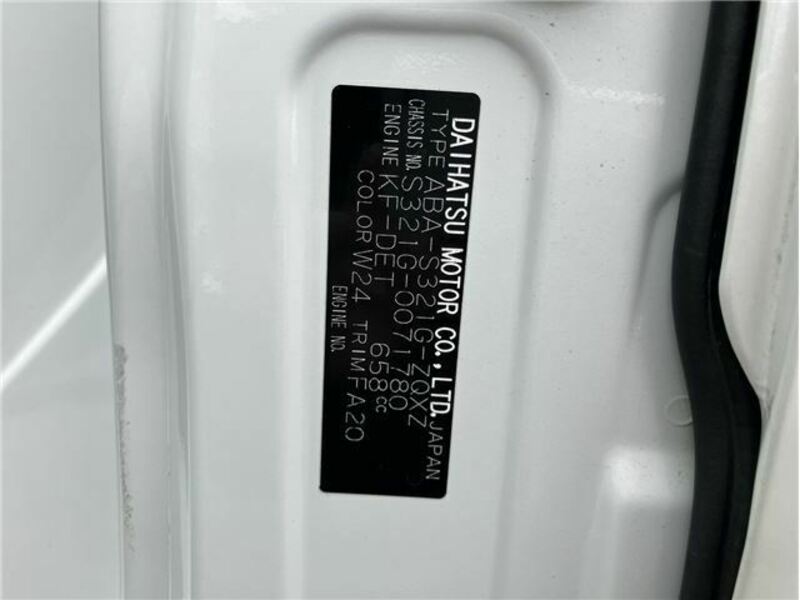 DAIHATSU MOTOR CO.,LTD. JAPAN
TYPE ABA-S321G-ZQXZ
CHASSIS NO. S321G-0071780
ENGINE KF-DET 658cc
COLOR W24 TRIM FA20
ENGINE NO.